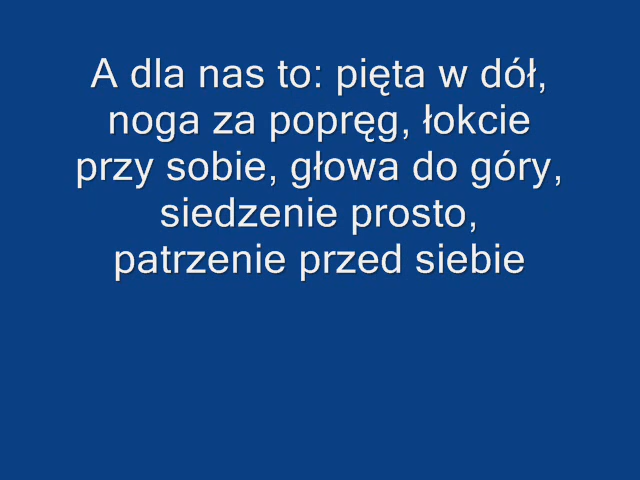 A dla nas to: pięta w dół,
noga za popręg, łokcie
przy sobie, głowa do góry,
siedzenie prosto,
patrzenie przed siebie